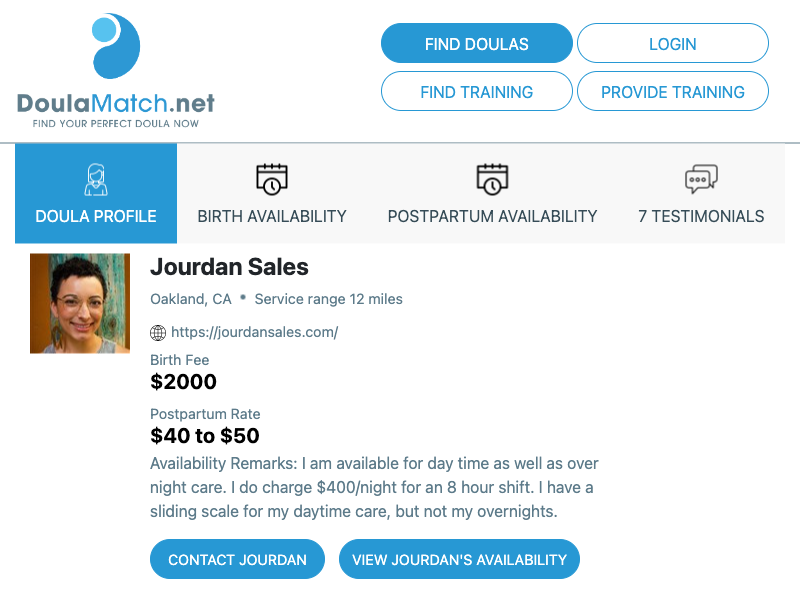 DoulaMatch.net
FIND YOUR PERFECT DOULA NOW
FIND DOULAS
LOGIN
FIND TRAINING
PROVIDE TRAINING
DOULA PROFILE
BIRTH AVAILABILITY
POSTPARTUM AVAILABILITY
7 TESTIMONIALS
Jourdan Sales
Oakland, CA • Service range 12 miles
https://jourdansales.com/
Birth Fee
$2000
Postpartum Rate
$40 to $50
Availability Remarks: I am available for day time as well as over
night care. I do charge $400/night for an 8 hour shift. I have a
sliding scale for my daytime care, but not my overnights.
CONTACT JOURDAN
VIEW JOURDAN'S AVAILABILITY